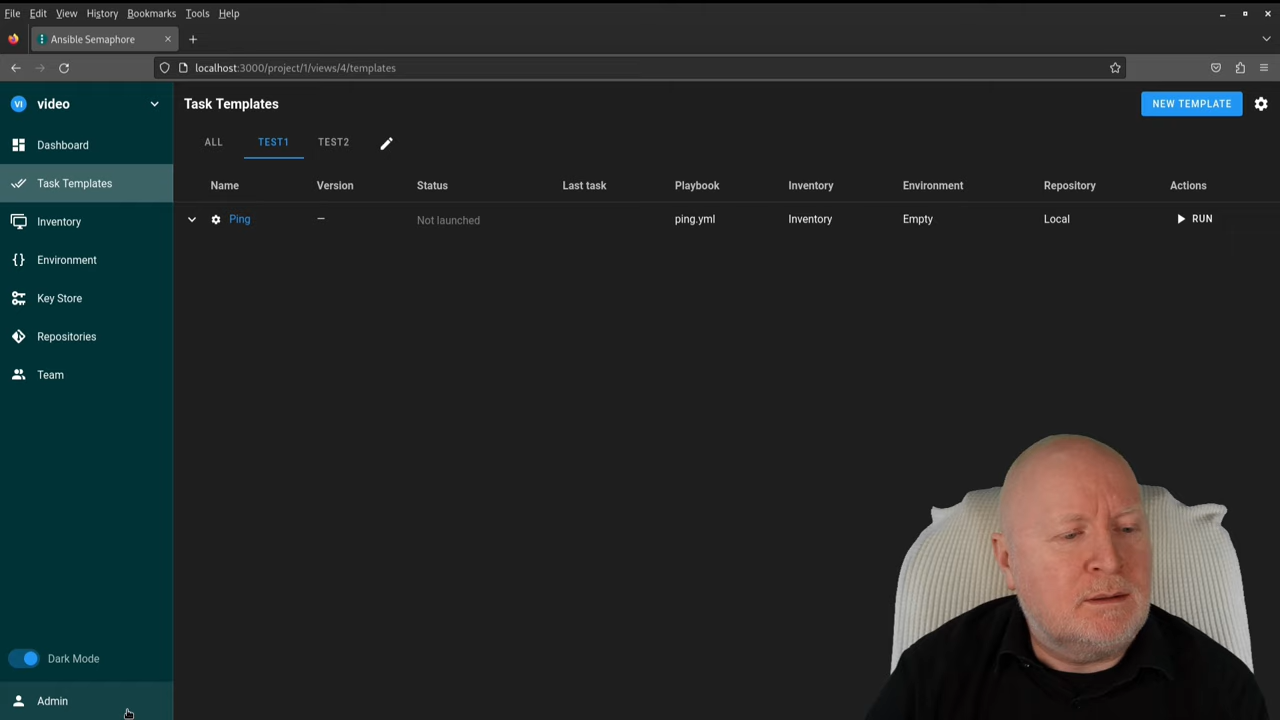 File Edit View History Bookmarks Tools Help
Ansible Semaphore
localhost:3000/project/1/views/4/templates
VI video
Task Templates
NEW TEMPLATE
Dashboard
Task Templates
Inventory
Environment
Key Store
Repositories
Team
Dark Mode
Admin
ALL TEST1 TEST2
Name Version Status Last task Playbook Inventory Environment Repository Actions
Ping — Not launched ping.yml Inventory Empty Local RUN